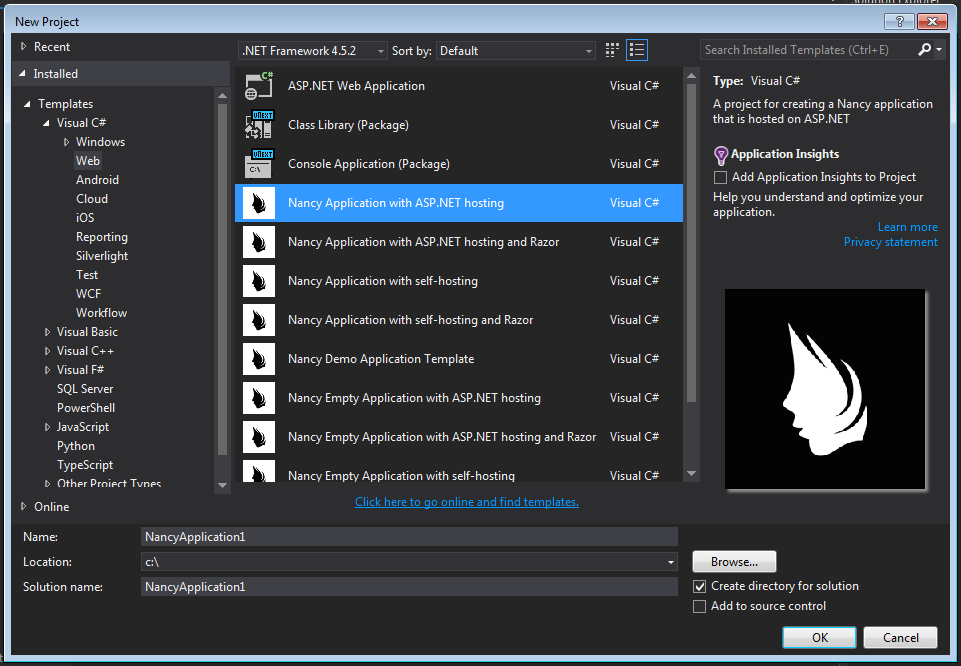 Solution Explorer
New Project
Recent
.NET Framework 4.5.2 Sort by: Default
Search Installed Templates (Ctrl+E)
Installed
Templates
Visual C#
Windows
Web
Android
Cloud
iOS
Reporting
Silverlight
Test
WCF
Workflow
Visual Basic
Visual C++
Visual F#
SQL Server
PowerShell
JavaScript
Python
TypeScript
Other Project Types
Online
C# ASP.NET Web Application Visual C#
VNEXT Class Library (Package) Visual C#
VNEXT C:\ Console Application (Package) Visual C#
Nancy Application with ASP.NET hosting Visual C#
Nancy Application with ASP.NET hosting and Razor Visual C#
Nancy Application with self-hosting Visual C#
Nancy Application with self-hosting and Razor Visual C#
Nancy Demo Application Template Visual C#
Nancy Empty Application with ASP.NET hosting Visual C#
Nancy Empty Application with ASP.NET hosting and Razor Visual C#
Nancy Empty Application with self-hosting Visual C#
Click here to go online and find templates.
Type: Visual C#
A project for creating a Nancy application
that is hosted on ASP.NET
Application Insights
Add Application Insights to Project
Help you understand and optimize your
application.
Learn more
Privacy statement
Name: NancyApplication1
Location: c:\
Browse...
Solution name: NancyApplication1
Create directory for solution
Add to source control
OK Cancel